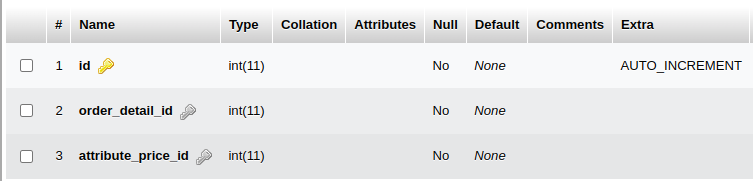 # Name Type Collation Attributes Null Default Comments Extra
1 id int(11) No None AUTO_INCREMENT
2 order_detail_id int(11) No None
3 attribute_price_id int(11) No None